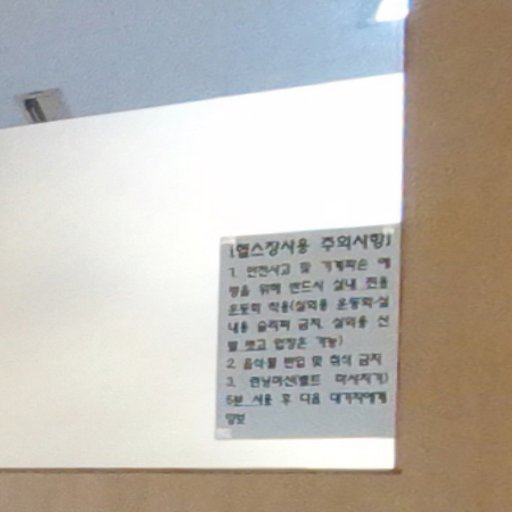 [헬스장사용 주의사항]
1. 안전사고 및 기계파손 예
방을 위해 반드시 실내 전용
운동화 착용(실외용 운동화·실
내용 슬리퍼 금지, 실외용 신
발 벗고 입장은 가능)
2. 음식물 반입 및 취식 금지
3. 런닝머신(벨트 마사지기)
5분 사용 후 다음 대기자에게
양보